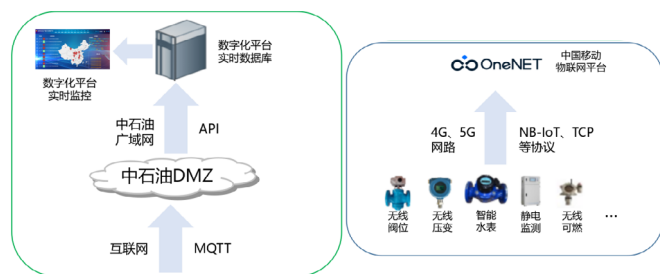 数字化平台
实时数据库
数字化平台
实时监控
中石油
广域网
API
中石油DMZ
互联网
MQTT
OneNET
中国移动
物联网平台
4G、5G
网路
NB-IoT、TCP
等协议
无线
阀位
无线
压变
智能
水表
静电
监测
无线
可燃
...